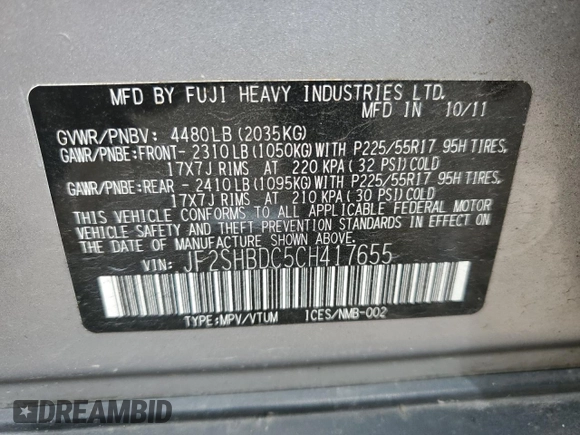 MFD BY FUJI HEAVY INDUSTRIES LTD.
MFD IN 10/11
GVWR/PNBV: 4480LB(2035KG)
GAWR/PNBE:FRONT- 2310LB(1050KG)WITH P225/55R17 95H TIRES,
17X7J RIMS AT 220 KPA(32 PSI)COLD
GAWR/PNBE:REAR - 2410LB(1095KG)WITH P225/55R17 95H TIRES,
17X7J RIMS AT 210 KPA(30 PSI)COLD
THIS VEHICLE CONFORMS TO ALL APPLICABLE FEDERAL MOTOR
VEHICLE SAFETY AND THEFT PREVENTION STANDARDS IN EFFECT ON
THE DATE OF MANUFACTURE SHOWN ABOVE.
VIN: JF2SHBDC5CH417655
TYPE:MPV/VTUM ICES/NMB-002
DREAMBID